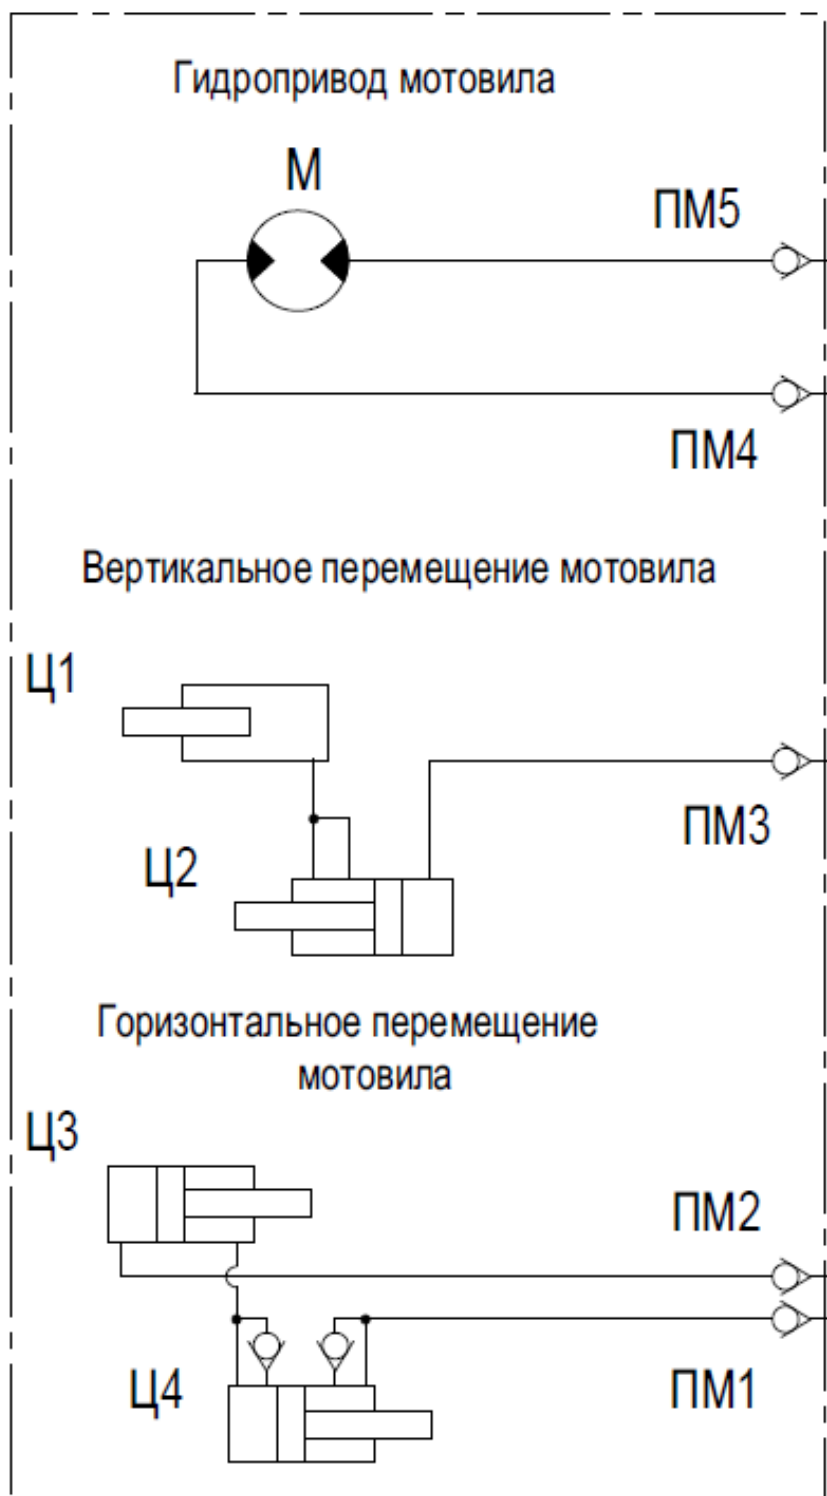 Гидропривод мотовила
М
ПМ5
ПМ4
Вертикальное перемещение мотовила
Ц1
ПМ3
Ц2
Горизонтальное перемещение
мотовила
Ц3
ПМ2
Ц4
ПМ1